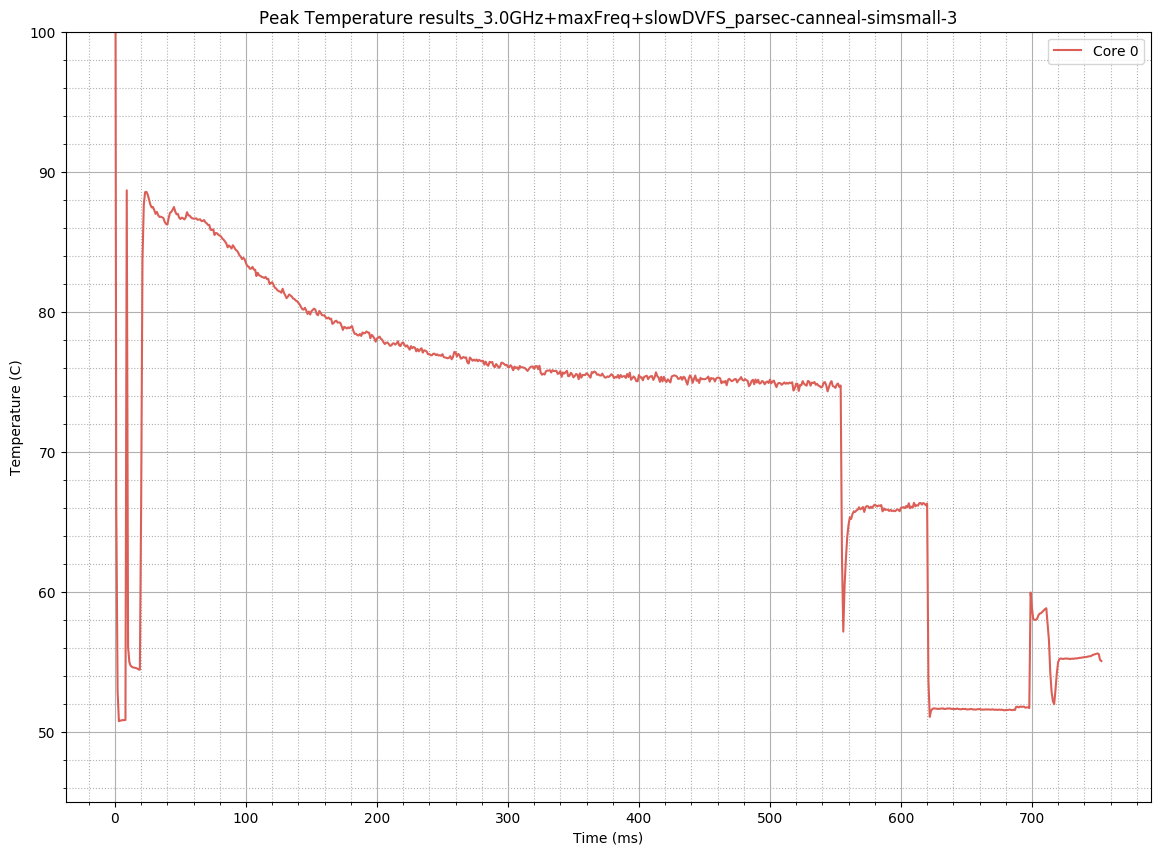 Peak Temperature results_3.0GHz+maxFreq+slowDVFS_parsec-canneal-simsmall-3
Core 0
100
90
80
70
60
50
Temperature (C)
0 100 200 300 400 500 600 700
Time (ms)